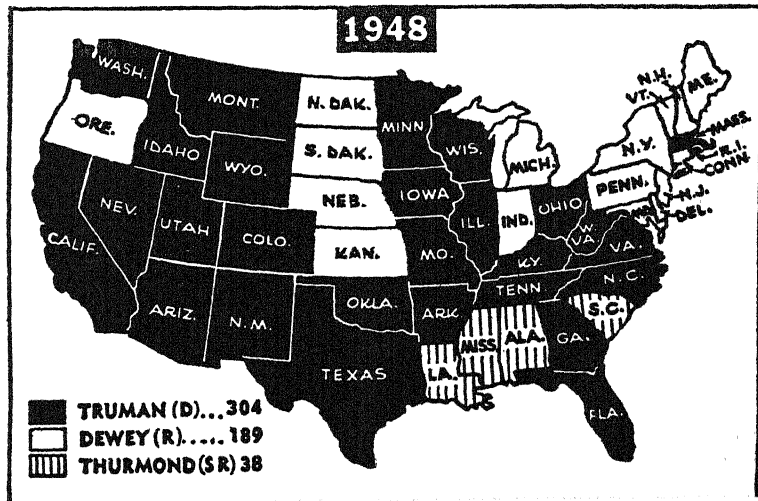 1948
WASH.
MONT.
N. DAK.
MINN
N.H.
VT.
ME.
ORE.
IDAHO
WYO.
S. DAK.
WIS.
MICH.
N.Y.
MASS.
R.I.
CONN.
NEB.
IOWA
PENN.
N.J.
DEL.
NEV.
UTAH
COLO.
KAN.
MO.
ILL.
IND.
OHIO
W.
VA.
VA.
CALIF.
KY.
ARIZ.
N.M.
OKLA.
ARK.
TENN
N.C.
S.C.
TEXAS
LA.
MISS.
ALA.
GA.
FLA.
TRUMAN (D)...304
DEWEY (R)..... 189
THURMOND (SR) 38